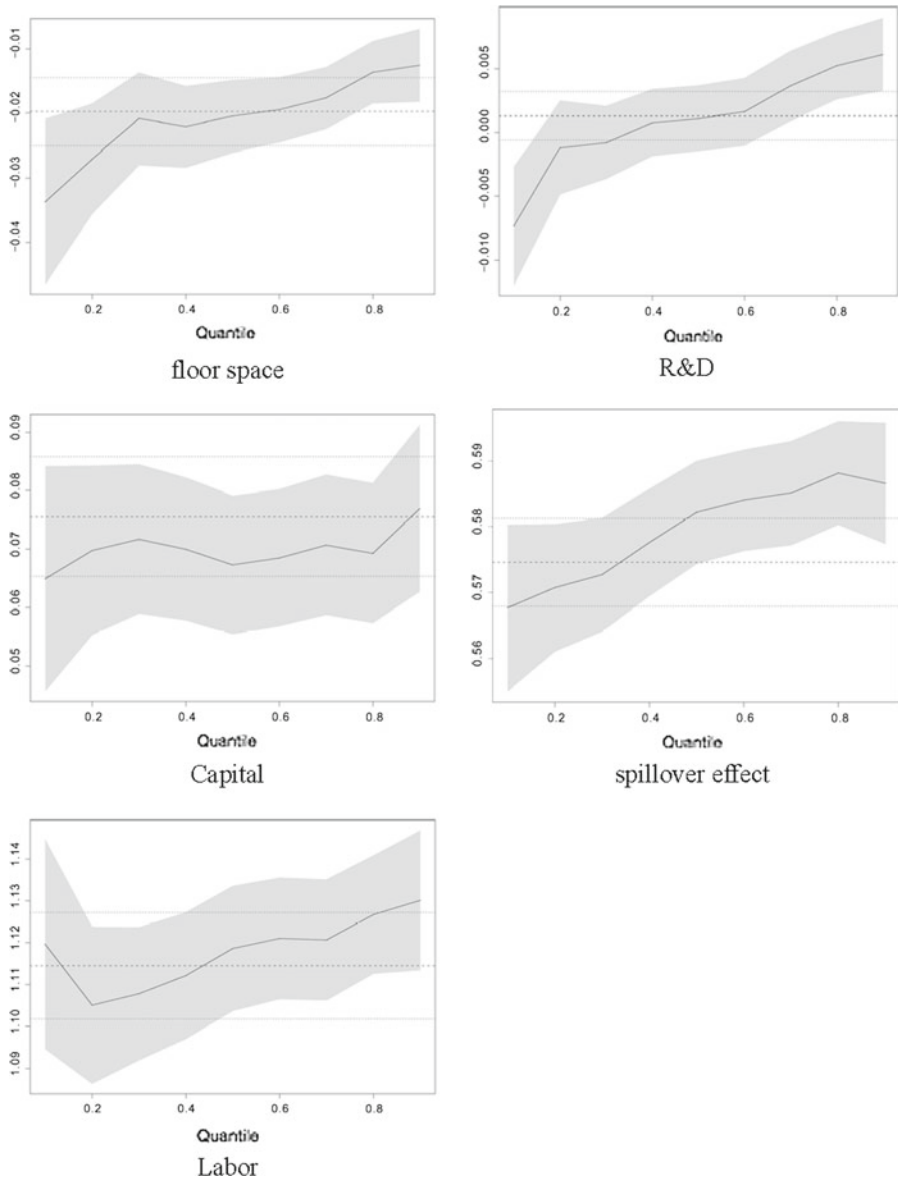 -0.01
-0.02
-0.03
-0.04
0.2 0.4 0.6 0.8
Quantile
floor space
0.005
0.000
-0.005
-0.010
0.2 0.4 0.6 0.8
Quantile
R&D
0.09
0.08
0.07
0.06
0.05
0.2 0.4 0.6 0.8
Quantile
Capital
0.59
0.58
0.57
0.56
0.2 0.4 0.6 0.8
Quantile
spillover effect
1.14
1.13
1.12
1.11
1.10
1.09
0.2 0.4 0.6 0.8
Quantile
Labor